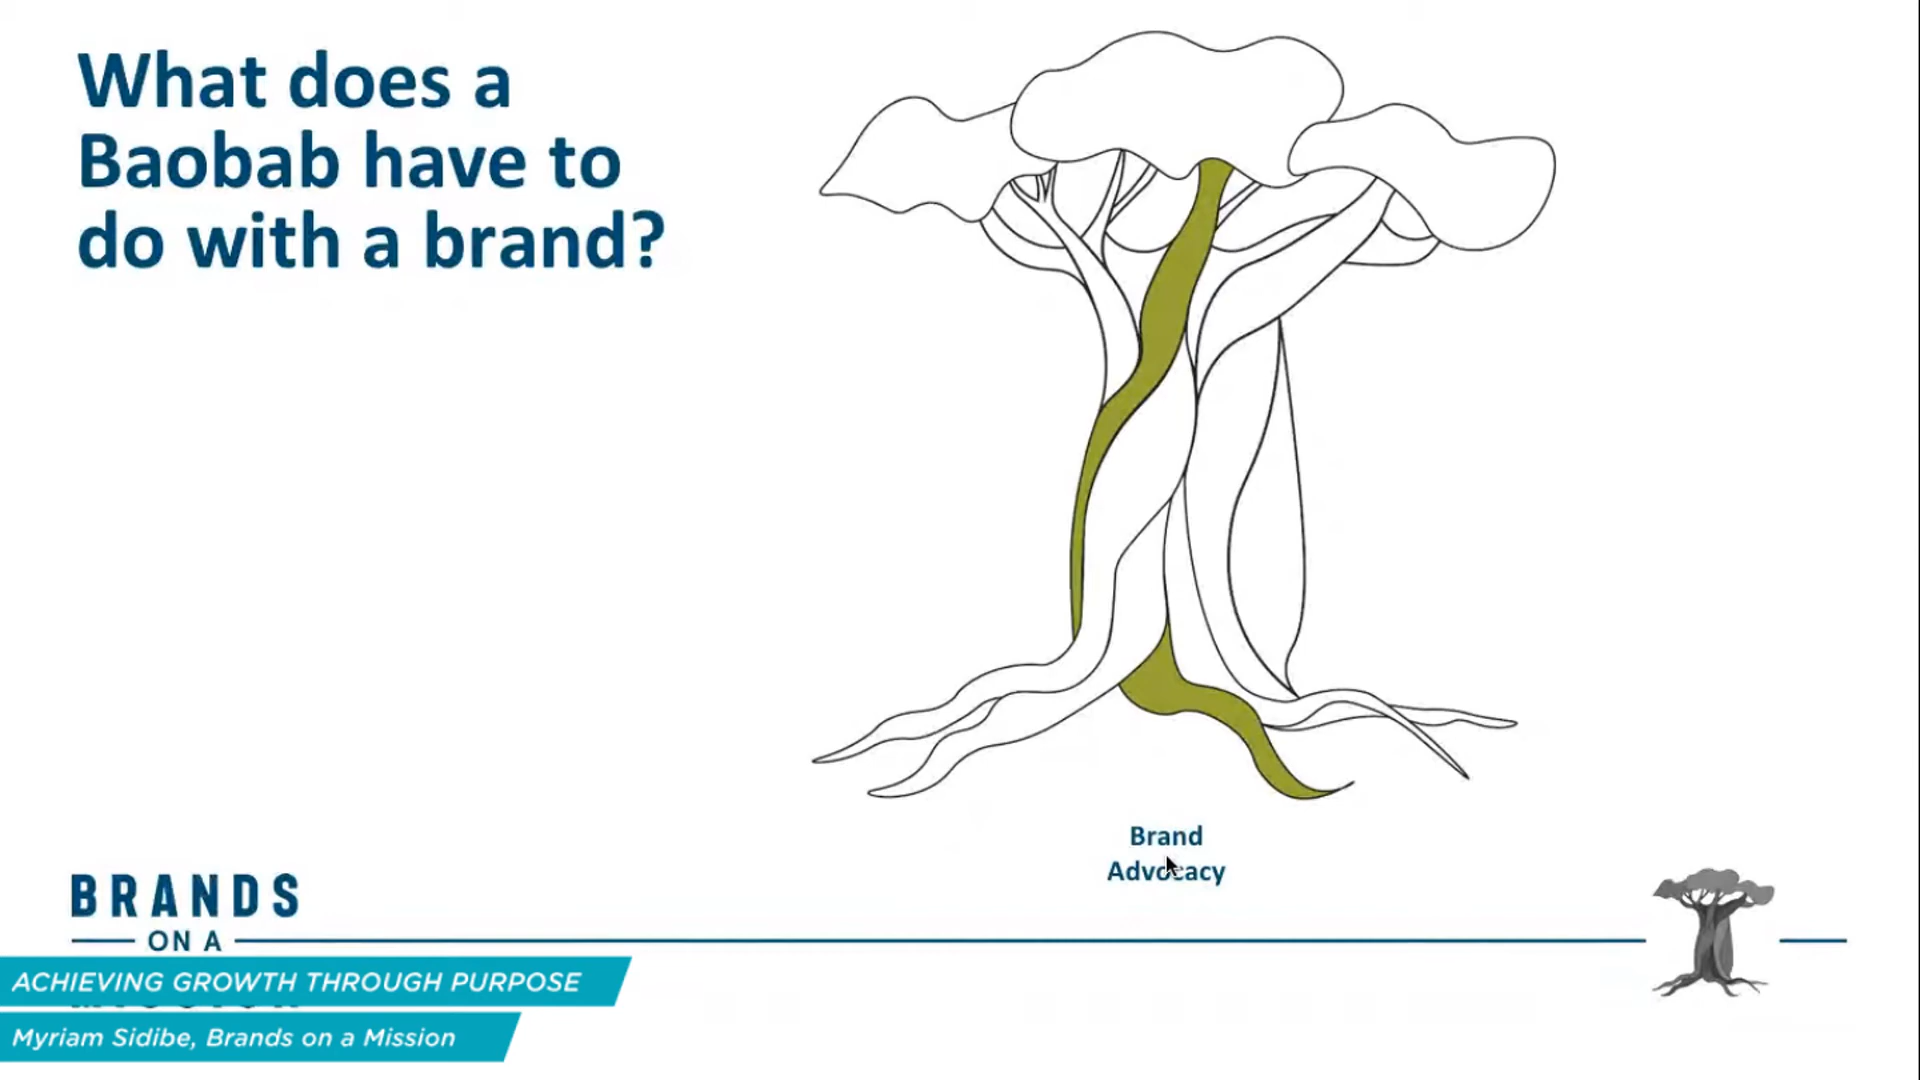 What does a
Baobab have to
do with a brand?
Brand
Advocacy
BRANDS
ON A
ACHIEVING GROWTH THROUGH PURPOSE
Myriam Sidibe, Brands on a Mission